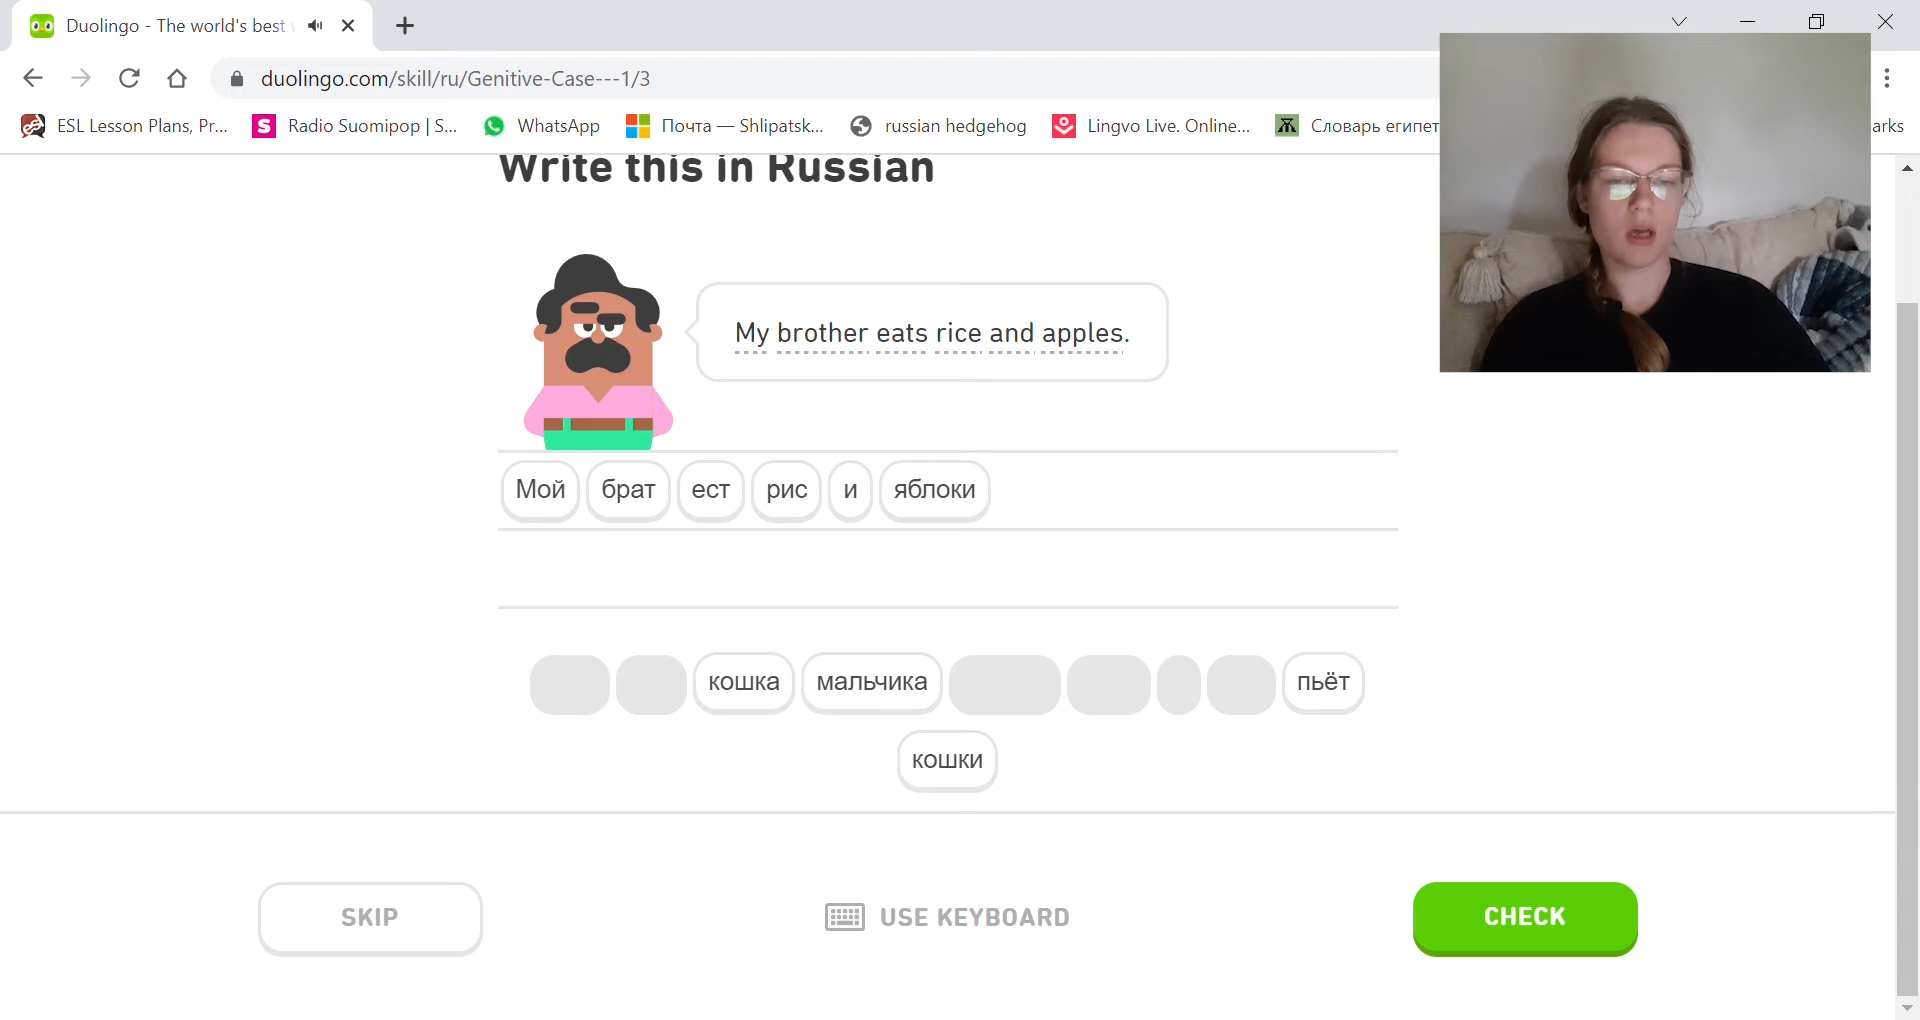 Duolingo - The world's best
duolingo.com/skill/ru/Genitive-Case---1/3
ESL Lesson Plans, Pr... Radio Suomipop | S... WhatsApp Почта — Shlipatsk... russian hedgehog Lingvo Live. Online... Словарь египет arks
Write this in Russian
My brother eats rice and apples.
Мой брат ест рис и яблоки
кошка мальчика пьёт
кошки
SKIP USE KEYBOARD CHECK